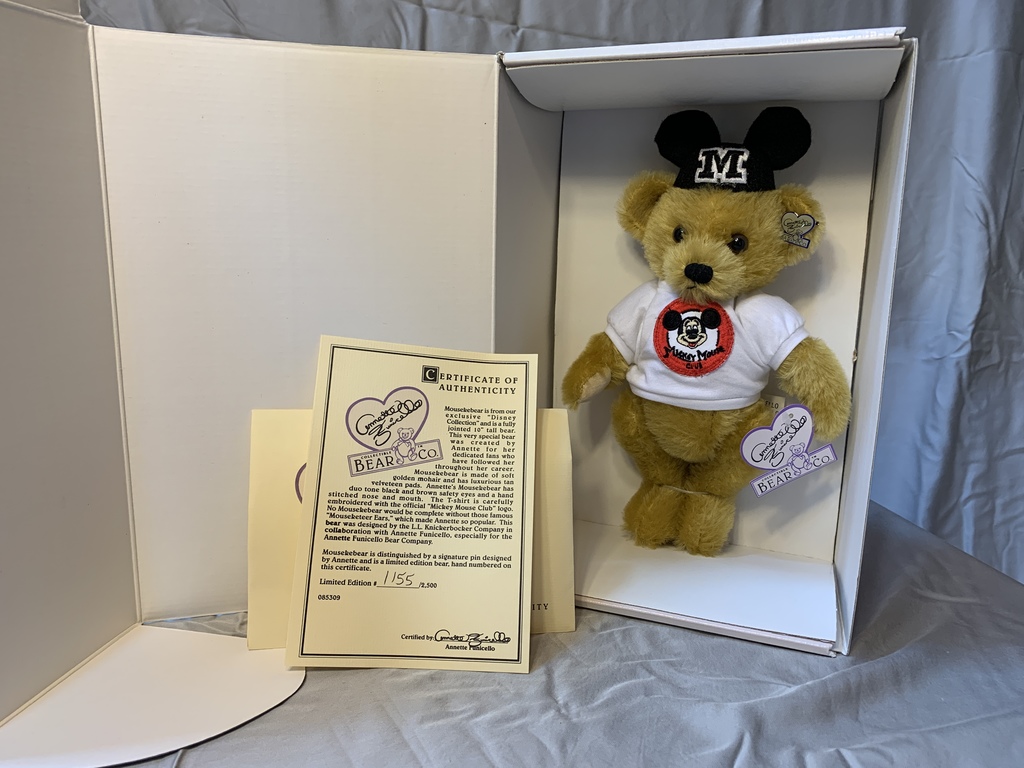 CERTIFICATE OF
AUTHENTICITY
Annette
Funicello
COLLECTIBLE
BEAR CO.
TM
Mousekebear is from our
exclusive "Disney
Collection" and is a fully
jointed 10" tall bear.
This very special bear
was created by
Annette for her
dedicated fans who
have followed her
throughout her career.
Mousekebear is made of soft
golden mohair and has luxurious tan
velveteen pads. Annette's Mousekebear has
duo tone black and brown safety eyes and a hand
stitched nose and mouth. The T-shirt is carefully
embroidered with the official "Mickey Mouse Club" logo.
No Mousekebear would be complete without those famous
"Mouseketeer Ears," which made Annette so popular. This
bear was designed by the L.L. Knickerbocker Company in
collaboration with Annette Funicello, especially for the
Annette Funicello Bear Company.
Mousekebear is distinguished by a signature pin designed
by Annette and is a limited edition bear, hand numbered on
this certificate.
Limited Edition # 1155 /2,500
085309
Certified by: Annette Funicello
Annette Funicello
ITY
M
MICKEY MOUSE
CLUB
Annette
Funicello
COLLECTIBLE
BEAR CO.